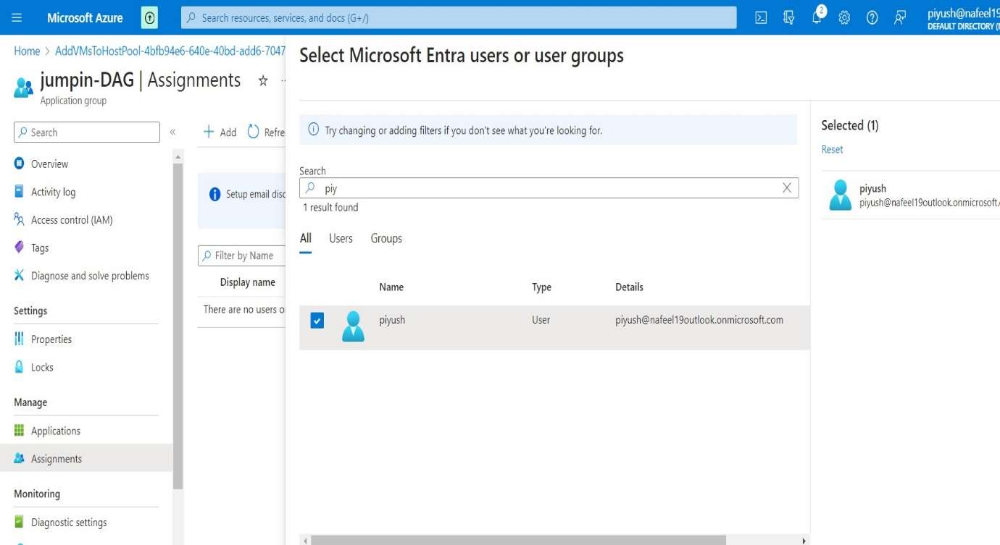 Microsoft Azure
Search resources, services, and docs (G+/)
2
piyush@nafeel19
DEFAULT DIRECTORY (
Home > AddVMsToHostPool-4bfb94e6-640e-40bd-add6-7047
jumpin-DAG | Assignments
Application group
Search
Overview
Activity log
Access control (IAM)
Tags
Diagnose and solve problems
Settings
Properties
Locks
Manage
Applications
Assignments
Monitoring
Diagnostic settings
Add
Refre
Setup email disc
Filter by Name
Display name
There are no users o
Select Microsoft Entra users or user groups
Try changing or adding filters if you don't see what you're looking for.
Search
piy
1 result found
All Users Groups
Name Type Details
piyush User piyush@nafeel19outlook.onmicrosoft.com
Selected (1)
Reset
piyush
piyush@nafeel19outlook.onmicrosoft.